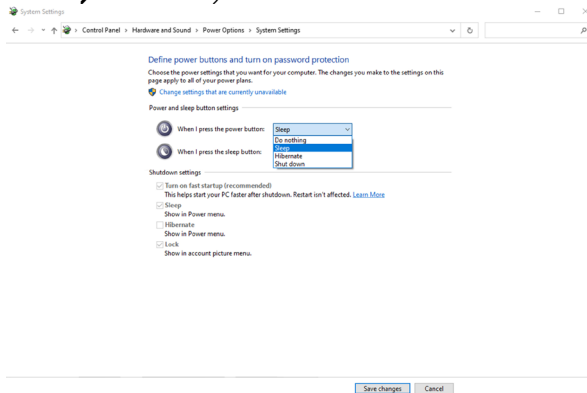 System Settings
Control Panel > Hardware and Sound > Power Options > System Settings
Define power buttons and turn on password protection
Choose the power settings that you want for your computer. The changes you make to the settings on this
page apply to all of your power plans.
Change settings that are currently unavailable
Power and sleep button settings
When I press the power button: Sleep
Do nothing
Sleep
Hibernate
Shut down
When I press the sleep button:
Shutdown settings
Turn on fast startup (recommended)
This helps start your PC faster after shutdown. Restart isn't affected. Learn More
Sleep
Show in Power menu.
Hibernate
Show in Power menu.
Lock
Show in account picture menu.
Save changes Cancel